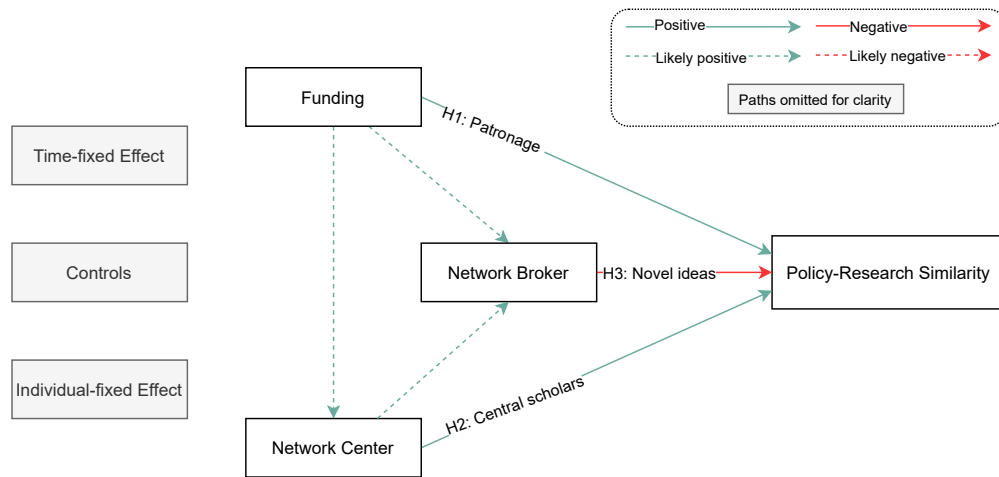 Positive
Negative
Likely positive
Likely negative
Paths omitted for clarity
Funding
H1: Patronage
Time-fixed Effect
Controls
Network Broker
H3: Novel ideas
Policy-Research Similarity
Individual-fixed Effect
H2: Central scholars
Network Center